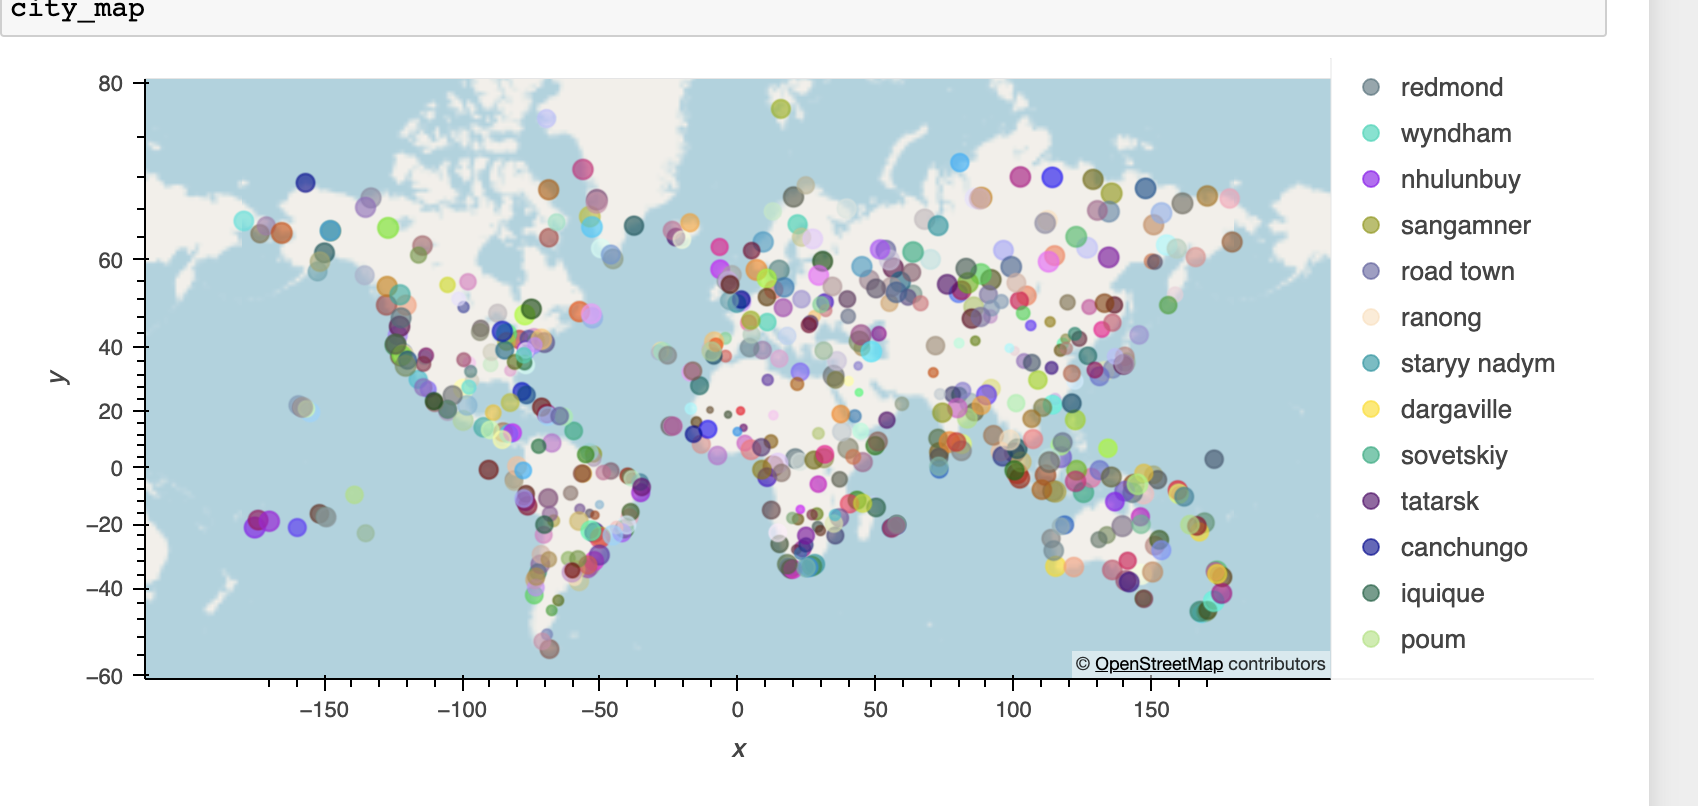 city_map
80
60
40
20
0
−20
−40
−60
y
−150
−100
−50
0
50
100
150
x
© OpenStreetMap contributors
redmond
wyndham
nhulunbuy
sangamner
road town
ranong
staryy nadym
dargaville
sovetskiy
tatarsk
canchungo
iquique
poum